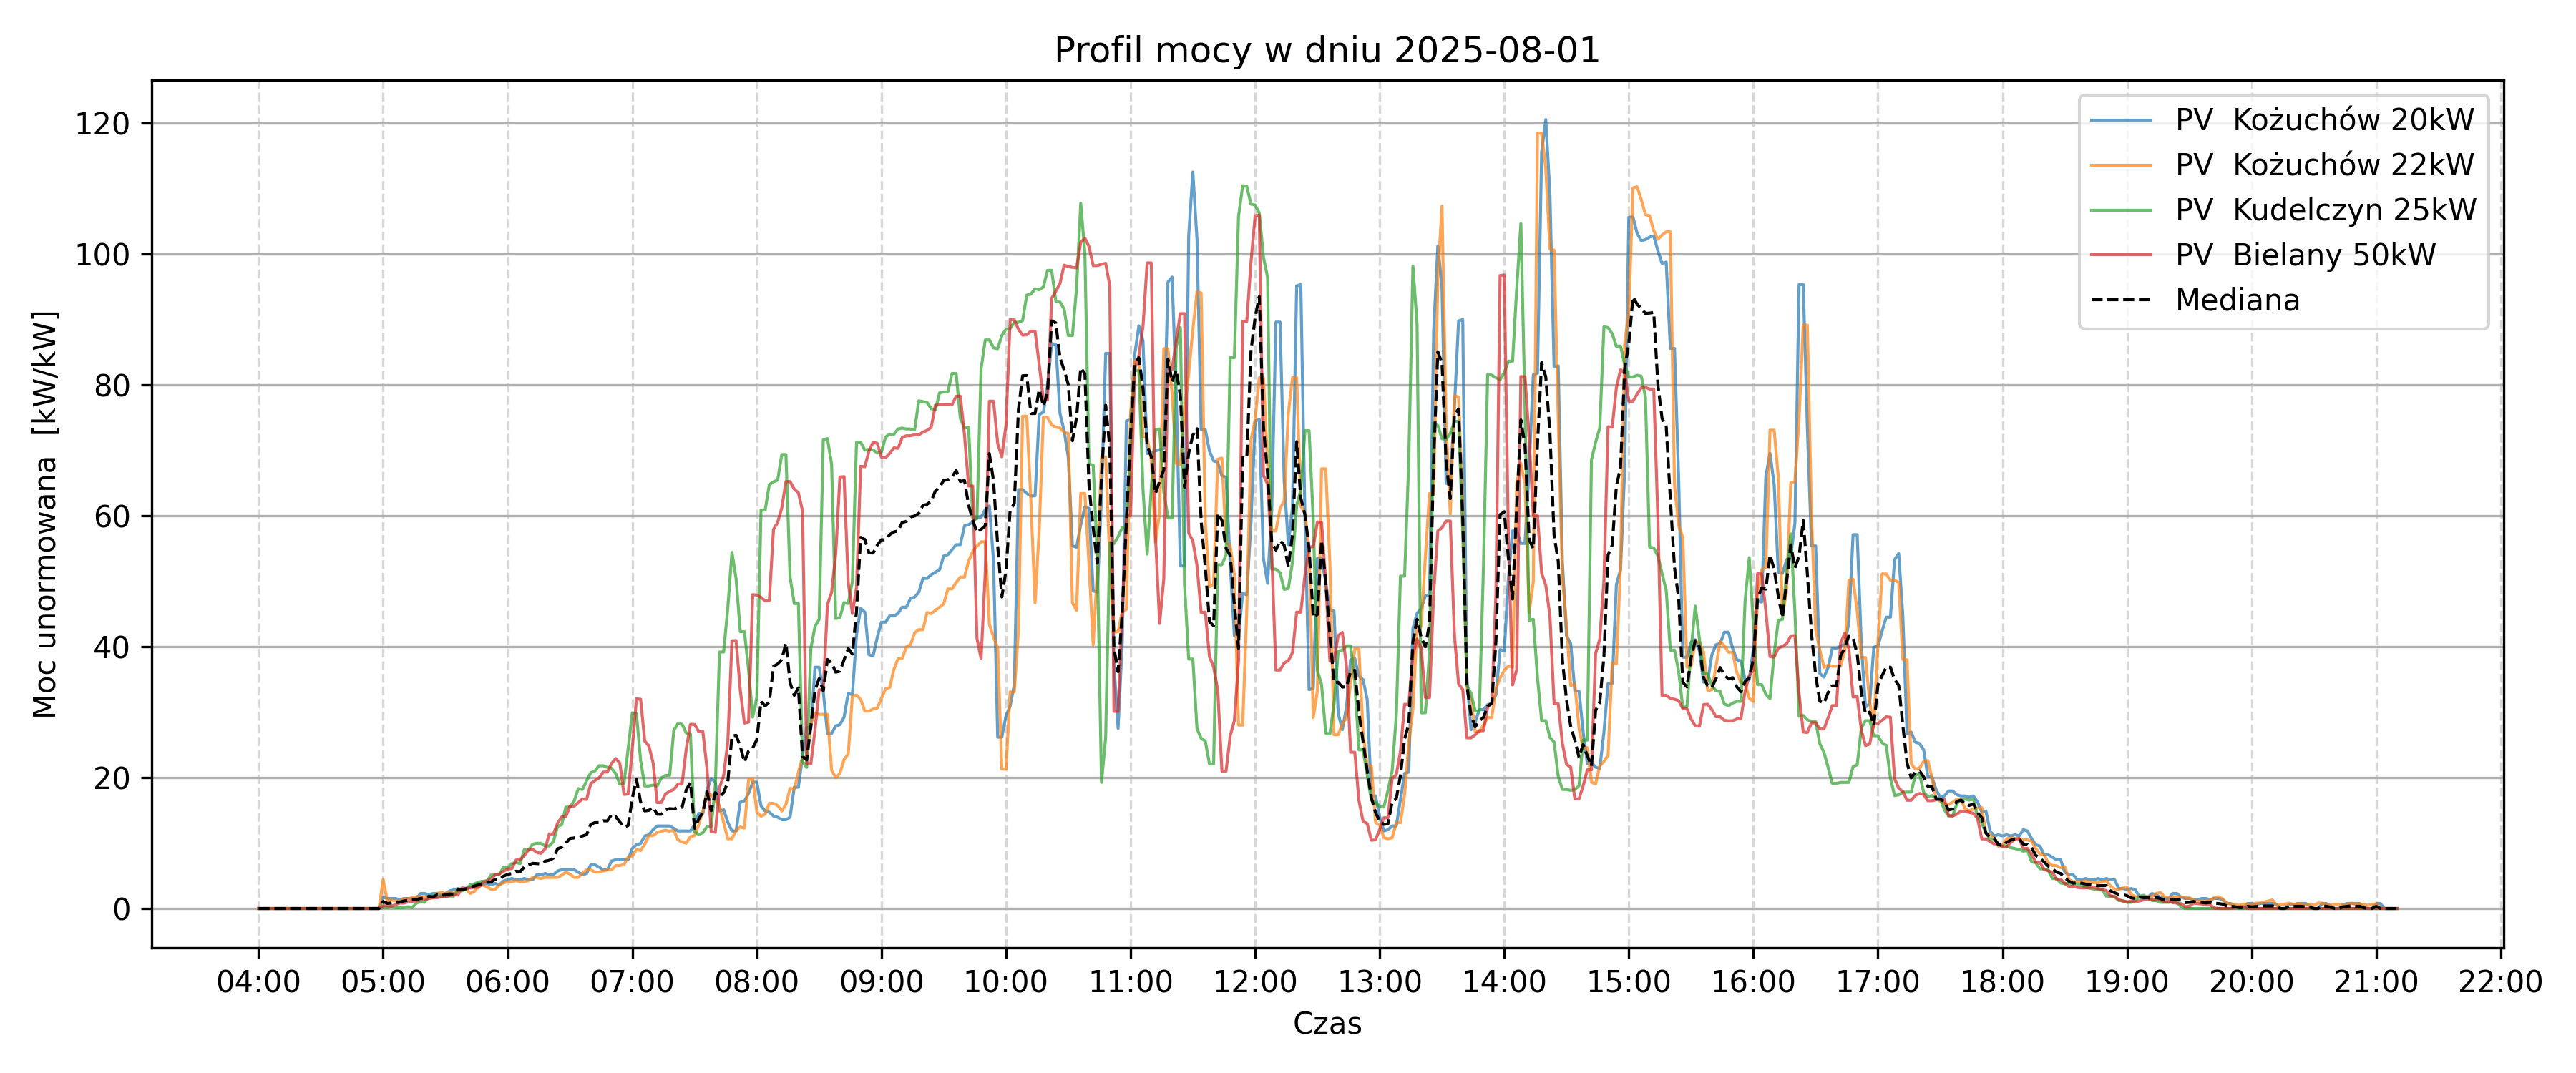 Profil mocy w dniu 2025-08-01
Moc unormowana  [kW/kW]
120
100
80
60
40
20
0
PV  Kożuchów 20kW
PV  Kożuchów 22kW
PV  Kudelczyn 25kW
PV  Bielany 50kW
Mediana
04:00 05:00 06:00 07:00 08:00 09:00 10:00 11:00 12:00 13:00 14:00 15:00 16:00 17:00 18:00 19:00 20:00 21:00 22:00
Czas